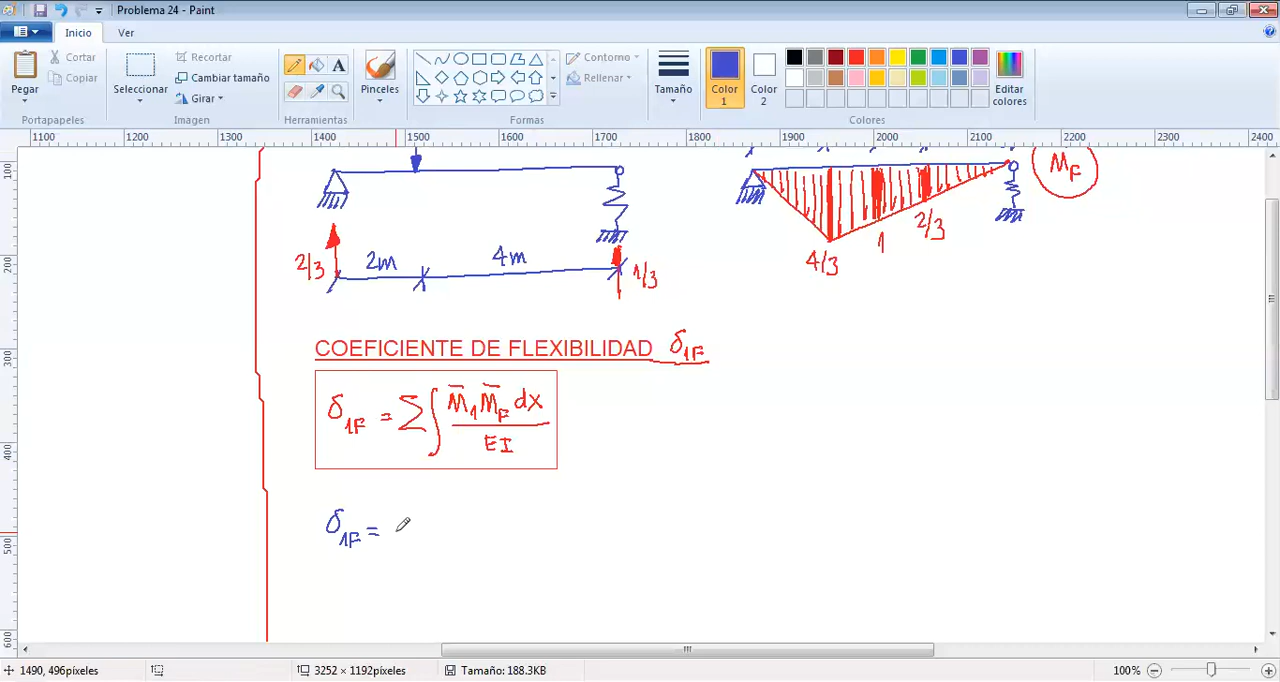 Problema 24 - Paint
Inicio Ver
Pegar
Cortar
Copiar
Portapapeles
Seleccionar
Recortar
Cambiar tamaño
Girar
Imagen
A
Herramientas
Pinceles
Contorno
Rellenar
Formas
Tamaño
Color 1
Color 2
Editar colores
Colores
1100 1200 1300 1400 1500 1600 1700 1800 1900 2000 2100 2200 2300 2400
100
200
300
400
500
600
2/3
2m
4m
1/3
4/3
1
2/3
M_F
COEFICIENTE DE FLEXIBILIDAD δ_1F
δ_1F = Σ∫ M̄_1 M̄_F dx / EI
δ_1F =
1490, 496píxeles
3252 × 1192píxeles
Tamaño: 188.3KB
100%